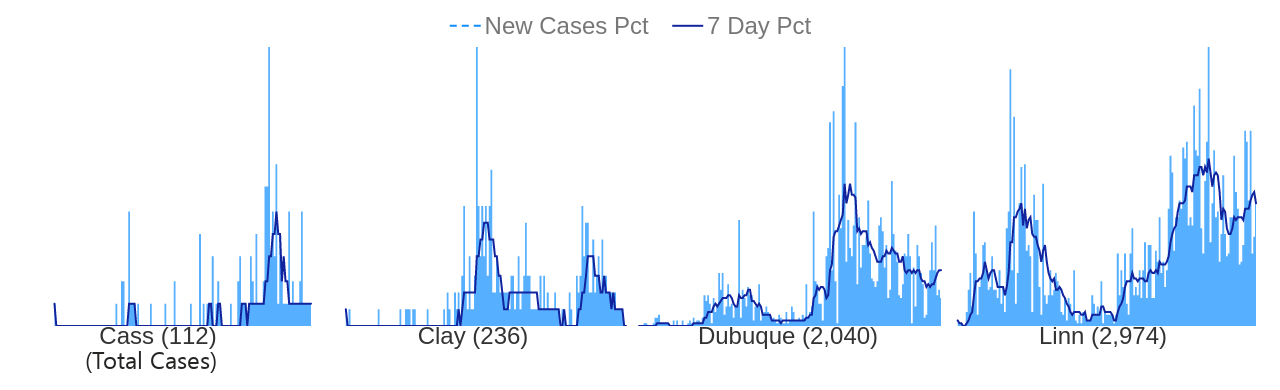 New Cases Pct 7 Day Pct
Cass (112) Clay (236) Dubuque (2,040) Linn (2,974)
(Total Cases)